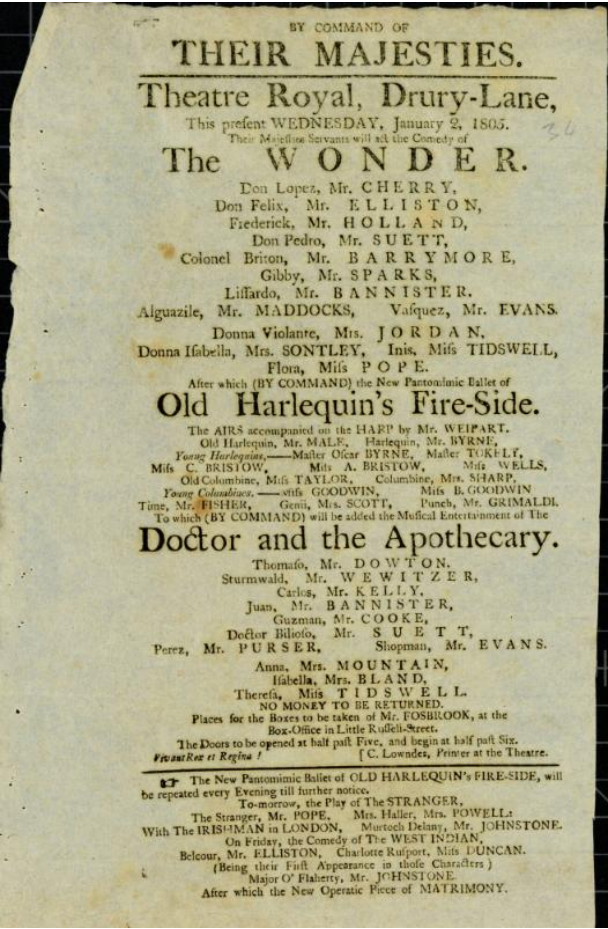 BY COMMAND OF
THEIR MAJESTIES.
Theatre Royal, Drury-Lane,
This preſent WEDNESDAY, January 2, 1805.
34
Their Majeſties Servants will act the Comedy of
The WONDER.
Don Lopez, Mr. CHERRY,
Don Felix, Mr. ELLISTON,
Frederick, Mr. HOLLAND,
Don Pedro, Mr. SUETT,
Colonel Briton, Mr. BARRYMORE,
Gibby, Mr. SPARKS,
Liſſardo, Mr. BANNISTER.
Alguazile, Mr. MADDOCKS, Vaſquez, Mr. EVANS.
Donna Violante, Mrs. JORDAN,
Donna Iſabella, Mrs. SONTLEY, Inis, Miſs TIDSWELL,
Flora, Miſs POPE.
After which (BY COMMAND) the New Pantomimic Ballet of
Old Harlequin's Fire-Side.
The AIRS accompanied on the HARP by Mr. WEIPART.
Old Harlequin, Mr. MALE, Harlequin, Mr. BYRNE,
Young Harlequins,——Maſter Oſcar BYRNE, Maſter TOKELY,
Miſs C. BRISTOW, Miſs A. BRISTOW, Miſs WELLS,
Old Columbine, Miſs TAYLOR, Columbine, Mrs. SHARP,
Young Columbines.——Miſs GOODWIN, Miſs B. GOODWIN
Time, Mr. FISHER, Genii, Mrs. SCOTT, Punch, Mr. GRIMALDI.
To which (BY COMMAND) will be added the Muſical Entertainment of The
Doctor and the Apothecary.
Thomaſo, Mr. DOWTON.
Sturmwald, Mr. WEWITZER,
Carlos, Mr. KELLY,
Juan, Mr. BANNISTER,
Guzman, Mr. COOKE,
Doctor Bilioſo, Mr. SUETT,
Perez, Mr. PURSER, Shopman, Mr. EVANS.
Anna, Mrs. MOUNTAIN,
Iſabella, Mrs. BLAND,
Thereſa, Miſs TIDSWELL.
NO MONEY TO BE RETURNED.
Places for the Boxes to be taken of Mr. FOSBROOK, at the
Box-Office in Little Ruſſell-Street.
The Doors to be opened at half paſt Five, and begin at half paſt Six.
Vivant Rex et Regina ! [ C. Lowndes, Printer at the Theatre.
☛ The New Pantomimic Ballet of OLD HARLEQUIN's FIRE-SIDE, will
be repeated every Evening till further notice.
To-morrow, the Play of The STRANGER,
The Stranger, Mr. POPE, Mrs. Haller, Mrs. POWELL:
With The IRISHMAN in LONDON, Murtoch Delany, Mr. JOHNSTONE.
On Friday, the Comedy of The WEST INDIAN,
Belcour, Mr. ELLISTON, Charlotte Ruſport, Miſs DUNCAN.
(Being their Firſt Appearance in thoſe Characters )
Major O' Flaherty, Mr. JOHNSTONE.
After which the New Operatic Piece of MATRIMONY.